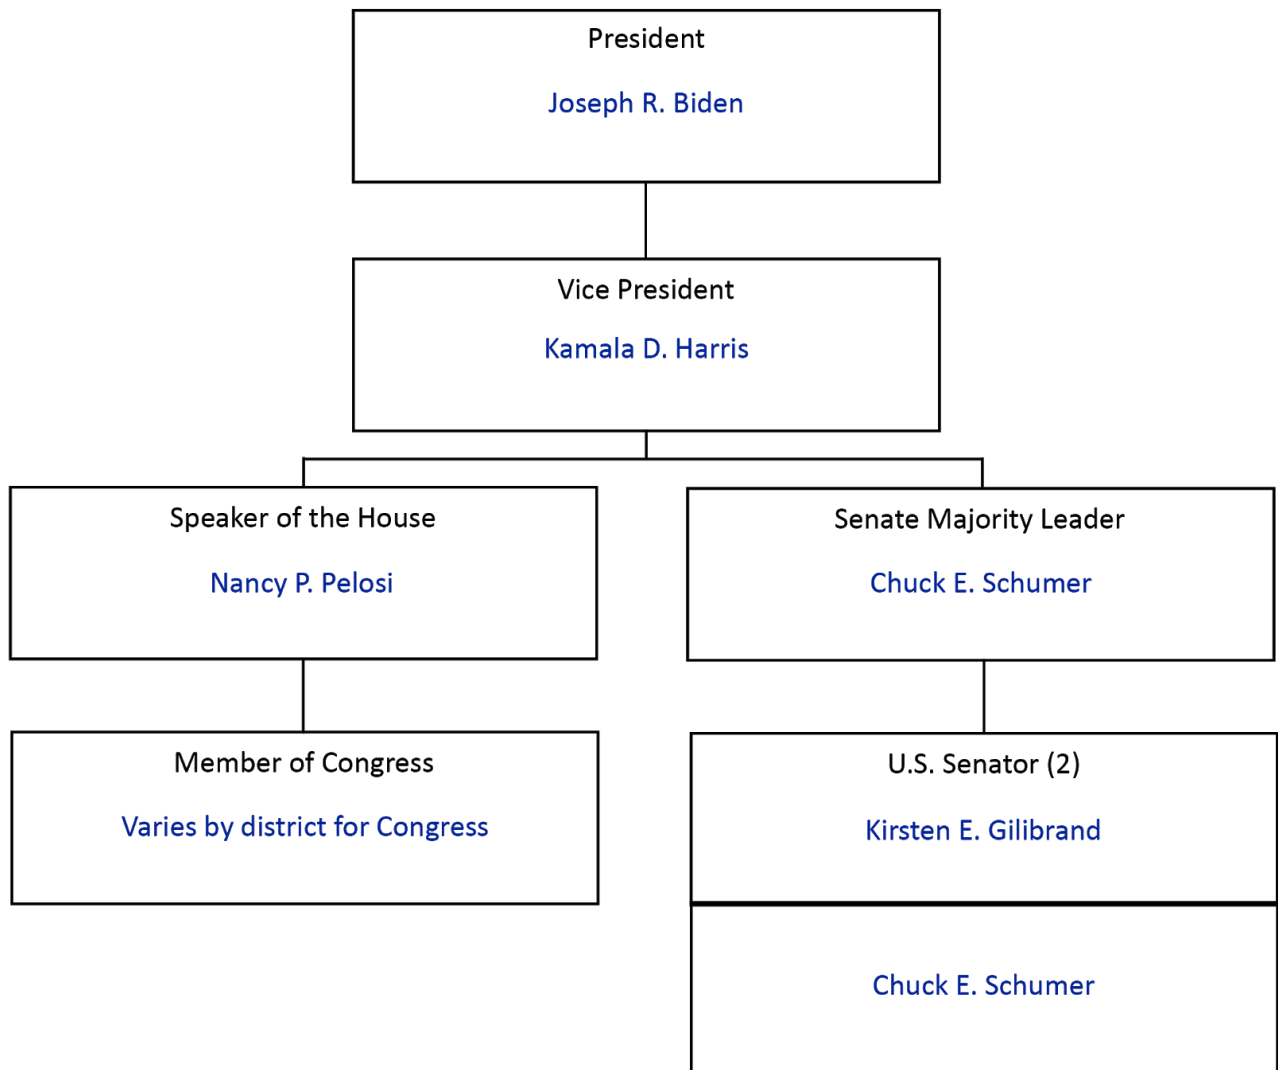 President
Joseph R. Biden
Vice President
Kamala D. Harris
Speaker of the House
Nancy P. Pelosi
Senate Majority Leader
Chuck E. Schumer
Member of Congress
Varies by district for Congress
U.S. Senator (2)
Kirsten E. Gilibrand
Chuck E. Schumer